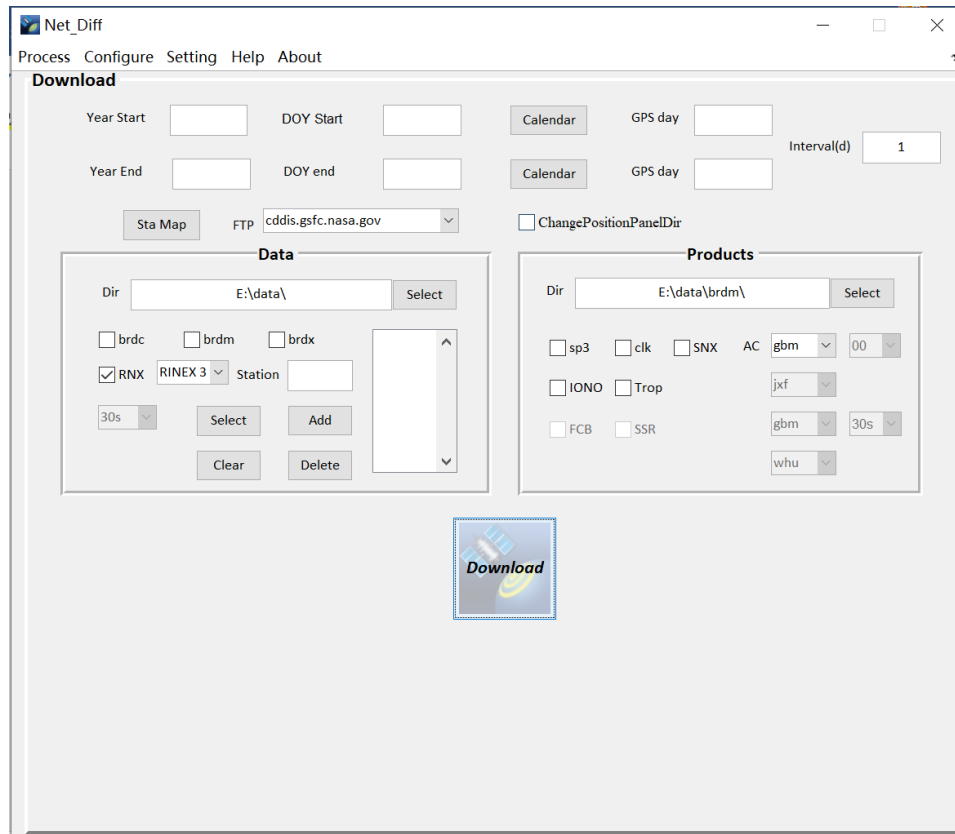 Net_Diff
Process Configure Setting Help About
Download
Year Start DOY Start Calendar GPS day
Interval(d) 1
Year End DOY end Calendar GPS day
Sta Map FTP cddis.gsfc.nasa.gov ChangePositionPanelDir
Data
Dir E:\data\ Select
brdc brdm brdx
RNX RINEX 3 Station
30s Select Add
Clear Delete
Products
Dir E:\data\brdm\ Select
sp3 clk SNX AC gbm 00
IONO Trop jxf
FCB SSR gbm 30s
whu
Download